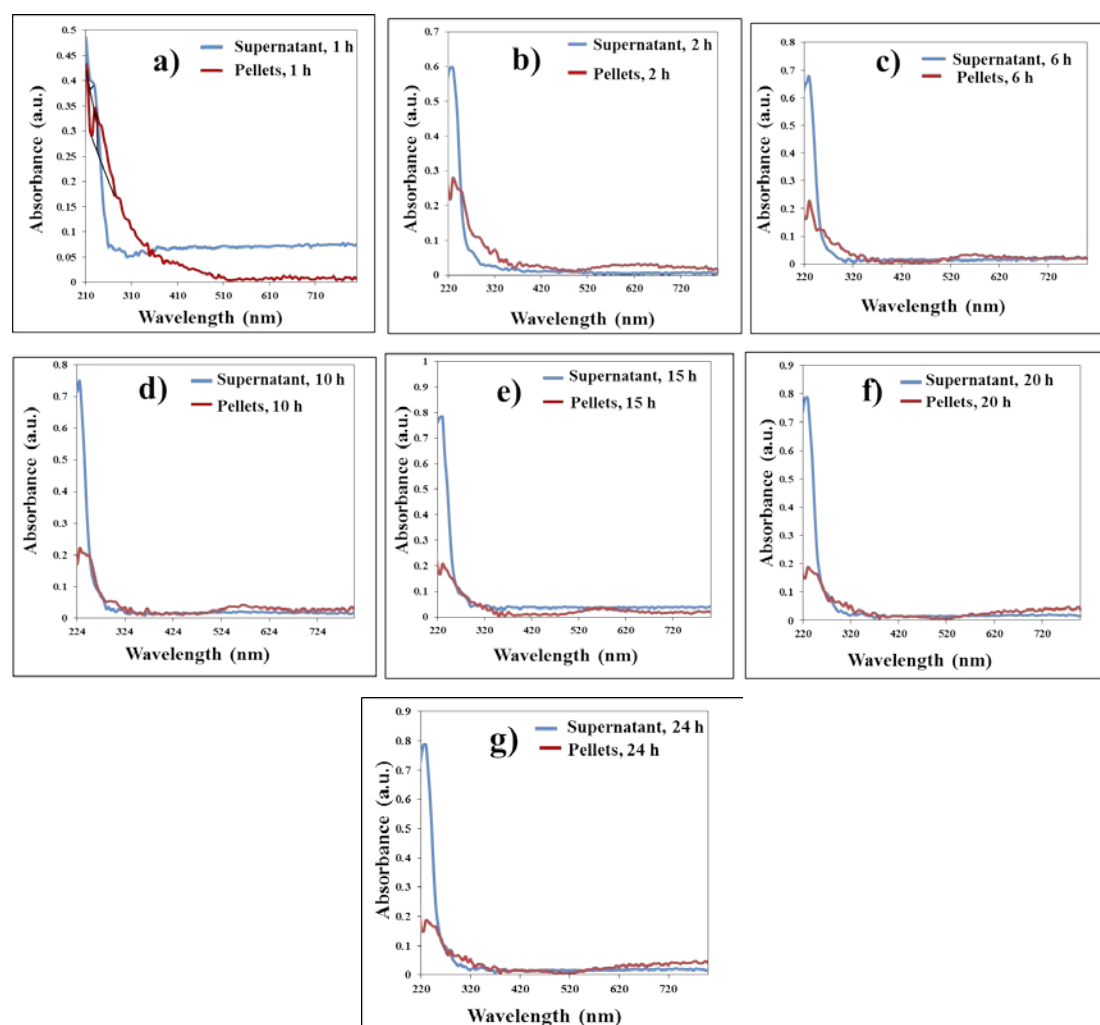 a)
Supernatant, 1 h
Pellets, 1 h
Absorbance (a.u.)
0.5
0.45
0.4
0.35
0.3
0.25
0.2
0.15
0.1
0.05
0
210 310 410 510 610 710
Wavelength (nm)
b)
Supernatant, 2 h
Pellets, 2 h
Absorbance (a.u.)
0.7
0.6
0.5
0.4
0.3
0.2
0.1
0
220 320 420 520 620 720
Wavelength (nm)
c)
Supernatant, 6 h
Pellets, 6 h
Absorbance (a.u.)
0.8
0.7
0.6
0.5
0.4
0.3
0.2
0.1
0
220 320 420 520 620 720
Wavelength (nm)
d)
Supernatant, 10 h
Pellets, 10 h
Absorbance (a.u.)
0.8
0.7
0.6
0.5
0.4
0.3
0.2
0.1
0
224 324 424 524 624 724
Wavelength (nm)
e)
Supernatant, 15 h
Pellets, 15 h
Absorbance (a.u.)
1
0.9
0.8
0.7
0.6
0.5
0.4
0.3
0.2
0.1
0
220 320 420 520 620 720
Wavelength (nm)
f)
Supernatant, 20 h
Pellets, 20 h
Absorbance (a.u.)
0.9
0.8
0.7
0.6
0.5
0.4
0.3
0.2
0.1
0
220 320 420 520 620 720
Wavelength (nm)
g)
Supernatant, 24 h
Pellets, 24 h
Absorbance (a.u.)
0.9
0.8
0.7
0.6
0.5
0.4
0.3
0.2
0.1
0
220 320 420 520 620 720
Wavelength (nm)